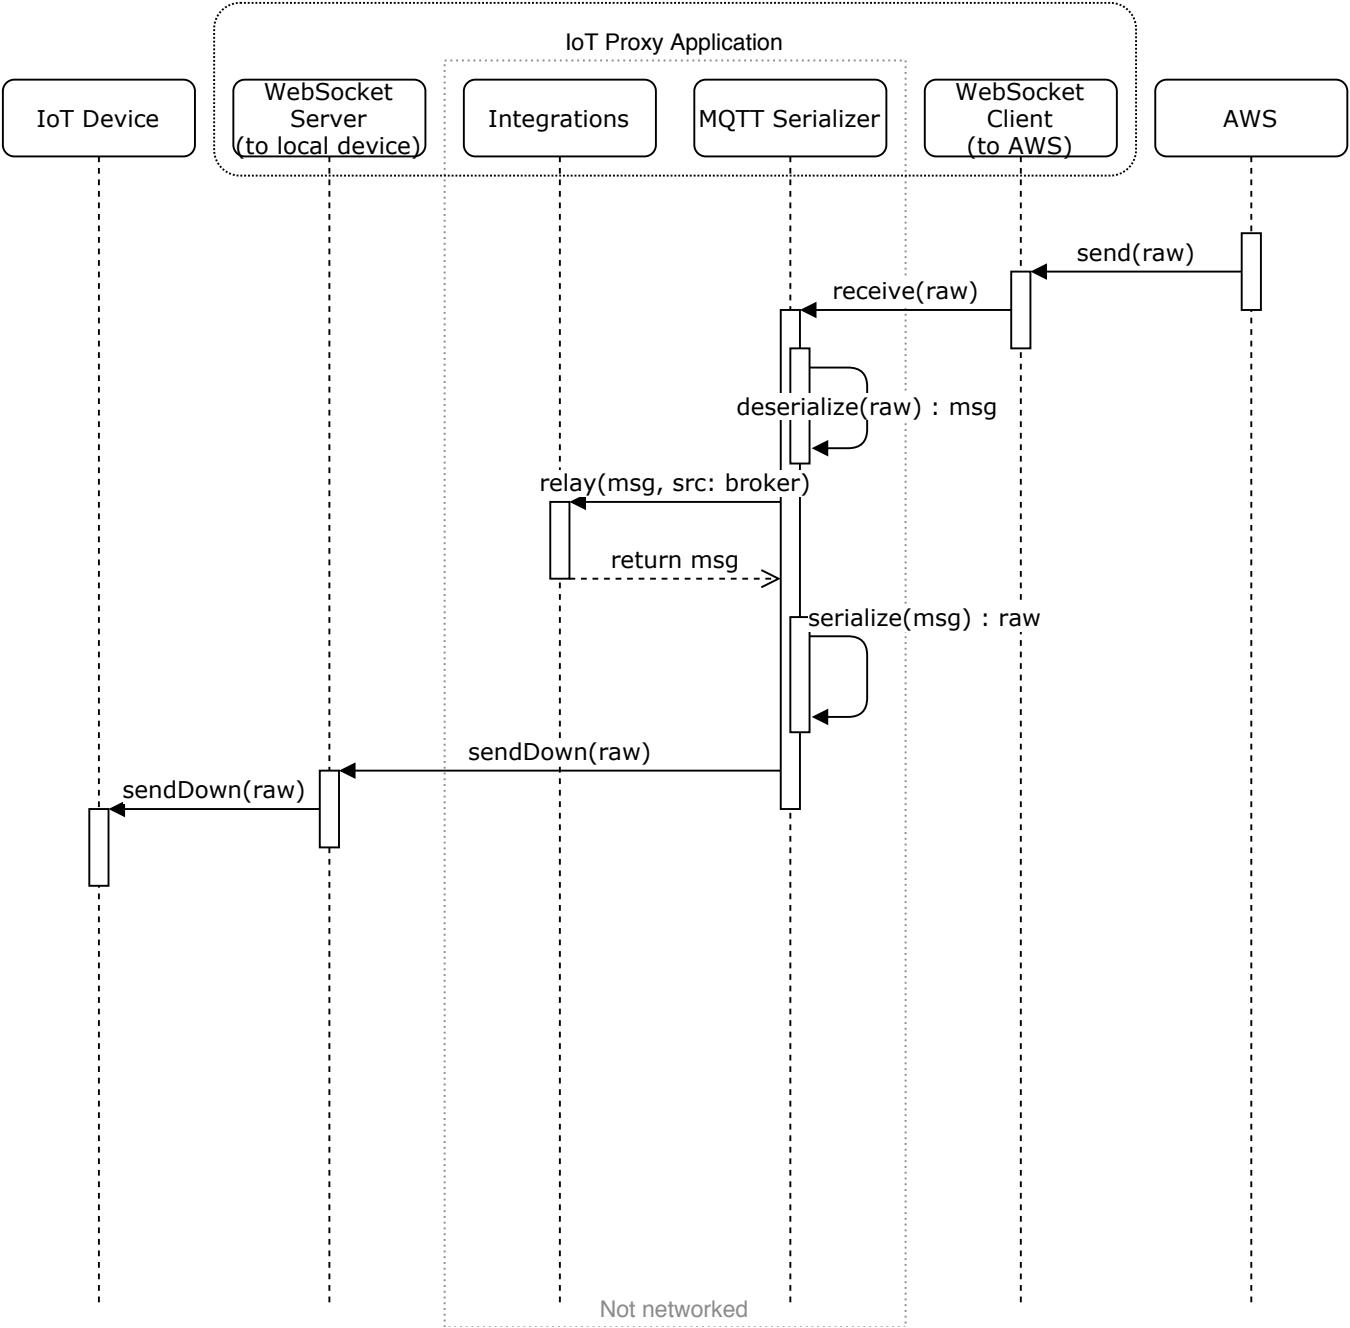 IoT Proxy Application
IoT Device
WebSocket
Server
(to local device)
Integrations
MQTT Serializer
WebSocket
Client
(to AWS)
AWS
send(raw)
receive(raw)
deserialize(raw) : msg
relay(msg, src: broker)
return msg
serialize(msg) : raw
sendDown(raw)
sendDown(raw)
Not networked